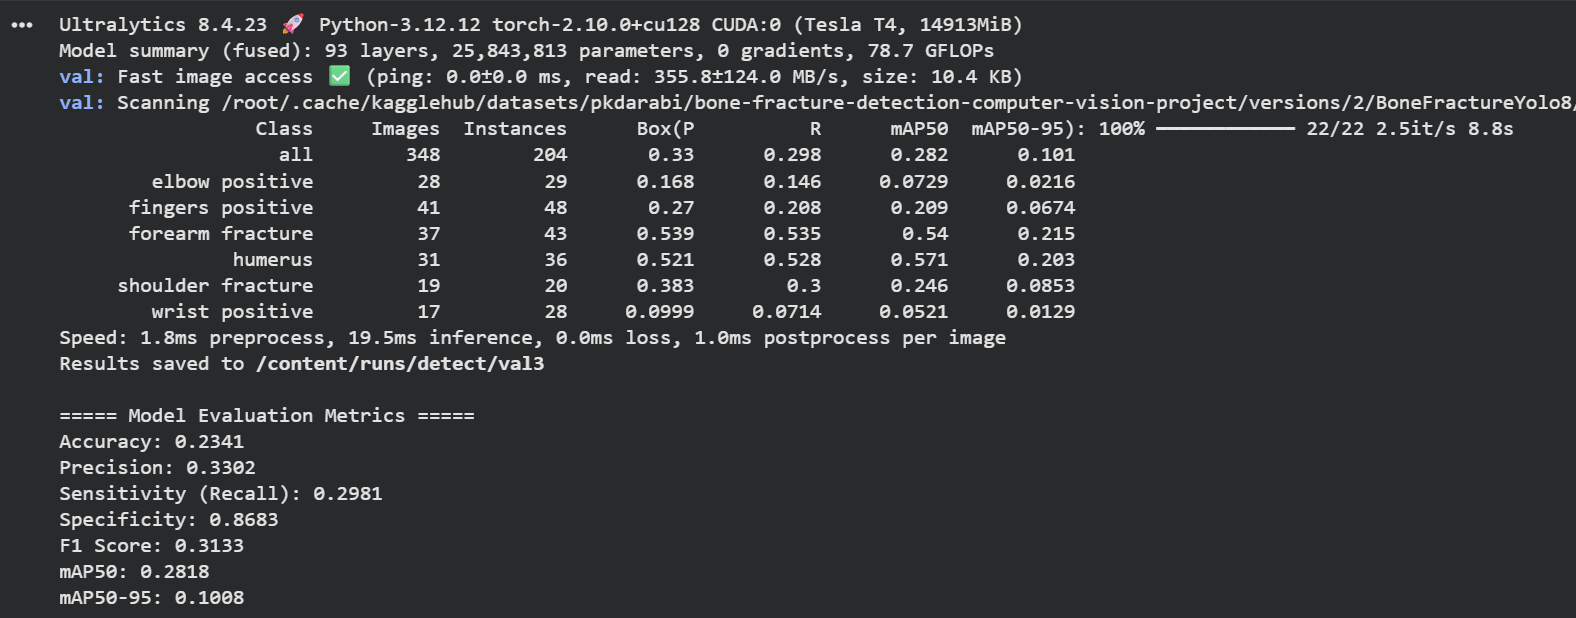 ••• Ultralytics 8.4.23 🚀 Python-3.12.12 torch-2.10.0+cu128 CUDA:0 (Tesla T4, 14913MiB)
Model summary (fused): 93 layers, 25,843,813 parameters, 0 gradients, 78.7 GFLOPs
val: Fast image access ✅ (ping: 0.0±0.0 ms, read: 355.8±124.0 MB/s, size: 10.4 KB)
val: Scanning /root/.cache/kagglehub/datasets/pkdarabi/bone-fracture-detection-computer-vision-project/versions/2/BoneFractureYolo8/
Class Images Instances Box(P R mAP50 mAP50-95): 100% ━━━━━━━━━━━━ 22/22 2.5it/s 8.8s
all 348 204 0.33 0.298 0.282 0.101
elbow positive 28 29 0.168 0.146 0.0729 0.0216
fingers positive 41 48 0.27 0.208 0.209 0.0674
forearm fracture 37 43 0.539 0.535 0.54 0.215
humerus 31 36 0.521 0.528 0.571 0.203
shoulder fracture 19 20 0.383 0.3 0.246 0.0853
wrist positive 17 28 0.0999 0.0714 0.0521 0.0129
Speed: 1.8ms preprocess, 19.5ms inference, 0.0ms loss, 1.0ms postprocess per image
Results saved to /content/runs/detect/val3
===== Model Evaluation Metrics =====
Accuracy: 0.2341
Precision: 0.3302
Sensitivity (Recall): 0.2981
Specificity: 0.8683
F1 Score: 0.3133
mAP50: 0.2818
mAP50-95: 0.1008